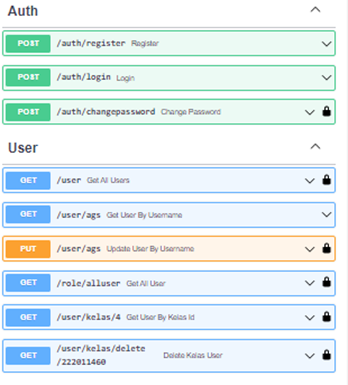 Auth
POST /auth/register Register
POST /auth/login Login
POST /auth/changepassword Change Password
User
GET /user Get All Users
GET /user/ags Get User By Username
PUT /user/ags Update User By Username
GET /role/alluser Get All User
GET /user/kelas/4 Get User By Kelas Id
GET /user/kelas/delete
/222011460 Delete Kelas User